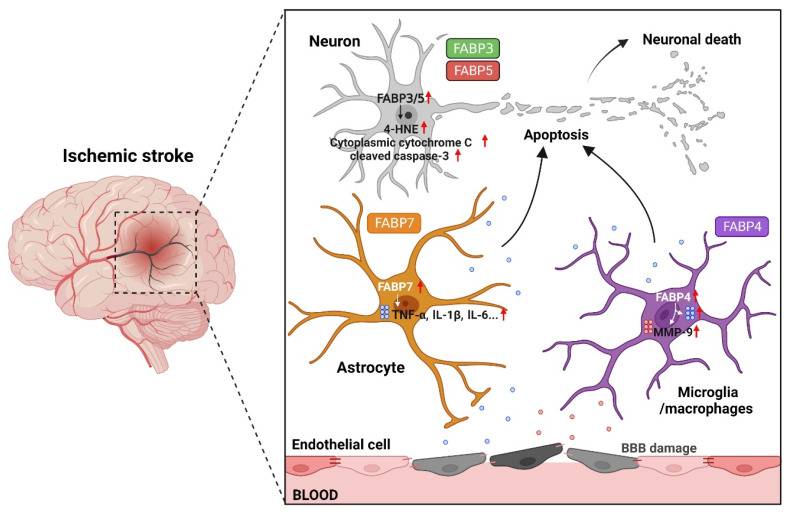 Ischemic stroke
Neuron
FABP3
FABP5
Neuronal death
FABP3/5
4-HNE
Cytoplasmic cytochrome C
cleaved caspase-3
Apoptosis
FABP7
FABP4
FABP7
TNF-α, IL-1β, IL-6...
FABP4
MMP-9
Astrocyte
Microglia
/macrophages
Endothelial cell
BBB damage
BLOOD